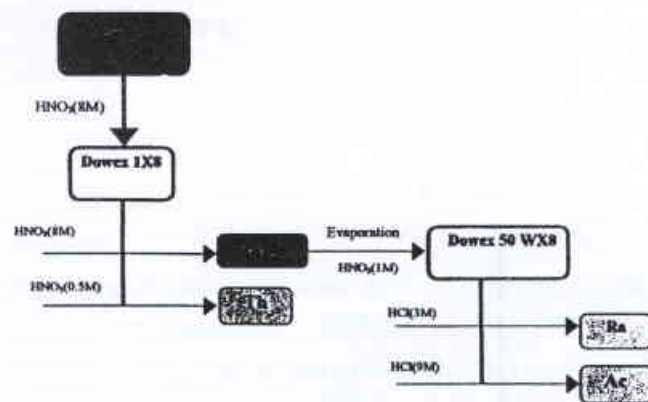 HNO₃(8M)
Dowex 1X8
HNO₃(8M)
Evaporation
HNO₃(1M)
Dowex 50 WX8
HNO₃(0.5M)
Th
HCl(3M)
Ra
HCl(9M)
Ac